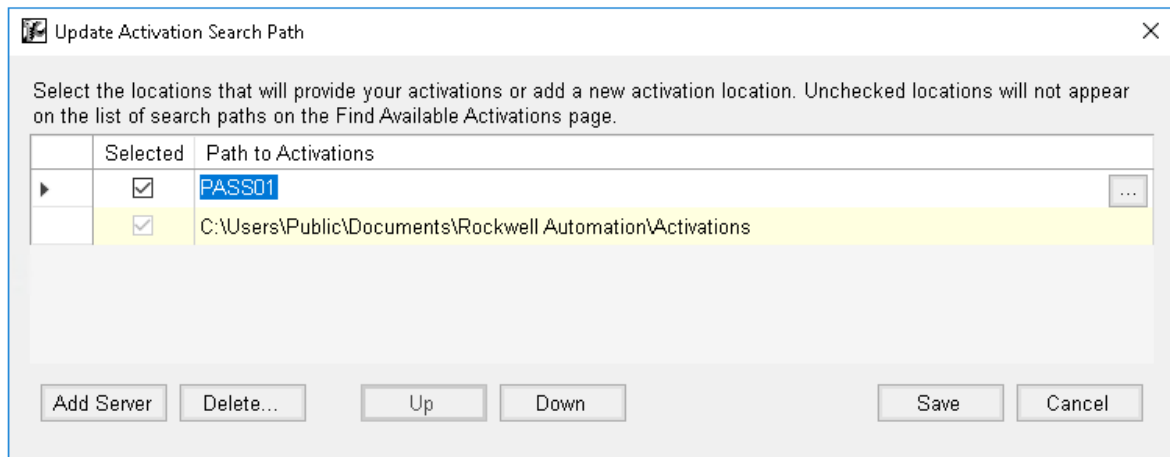 Update Activation Search Path
Select the locations that will provide your activations or add a new activation location. Unchecked locations will not appear
on the list of search paths on the Find Available Activations page.
Selected Path to Activations
PASS01 ...
C:\Users\Public\Documents\Rockwell Automation\Activations
Add Server Delete... Up Down Save Cancel